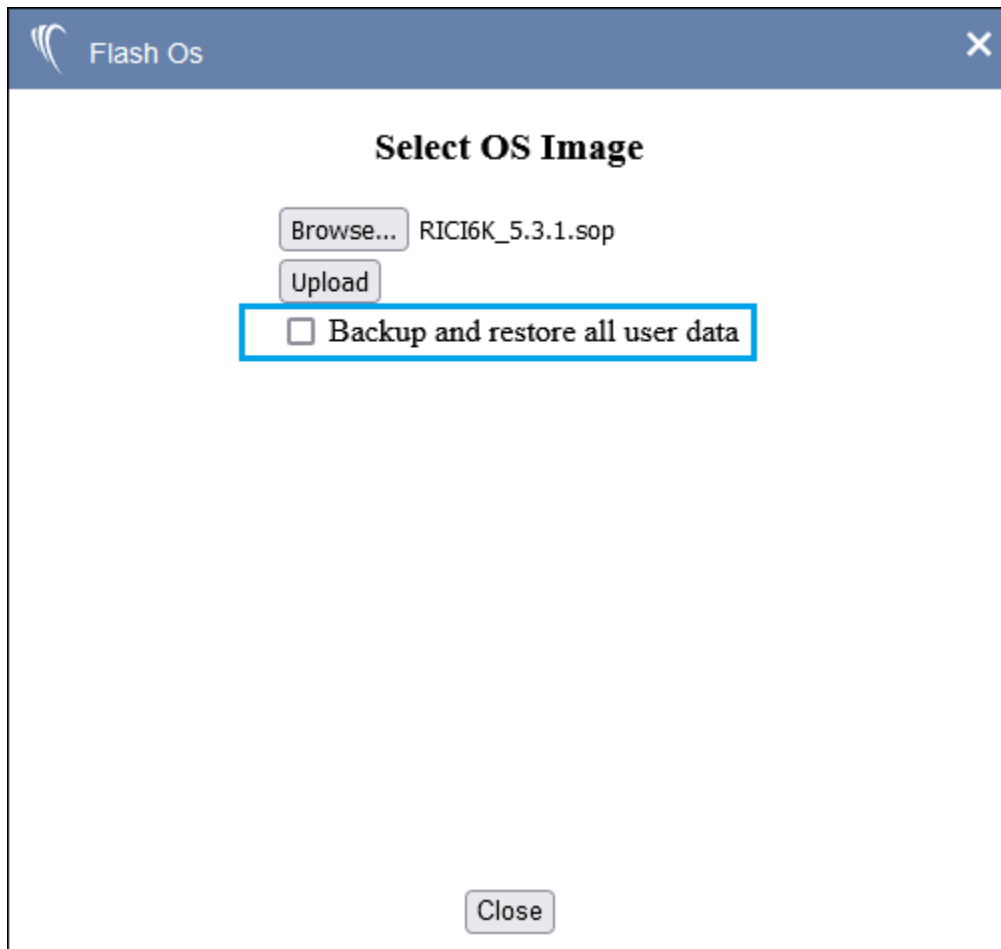 Flash Os
Select OS Image
Browse... RICI6K_5.3.1.sop
Upload
Backup and restore all user data
Close